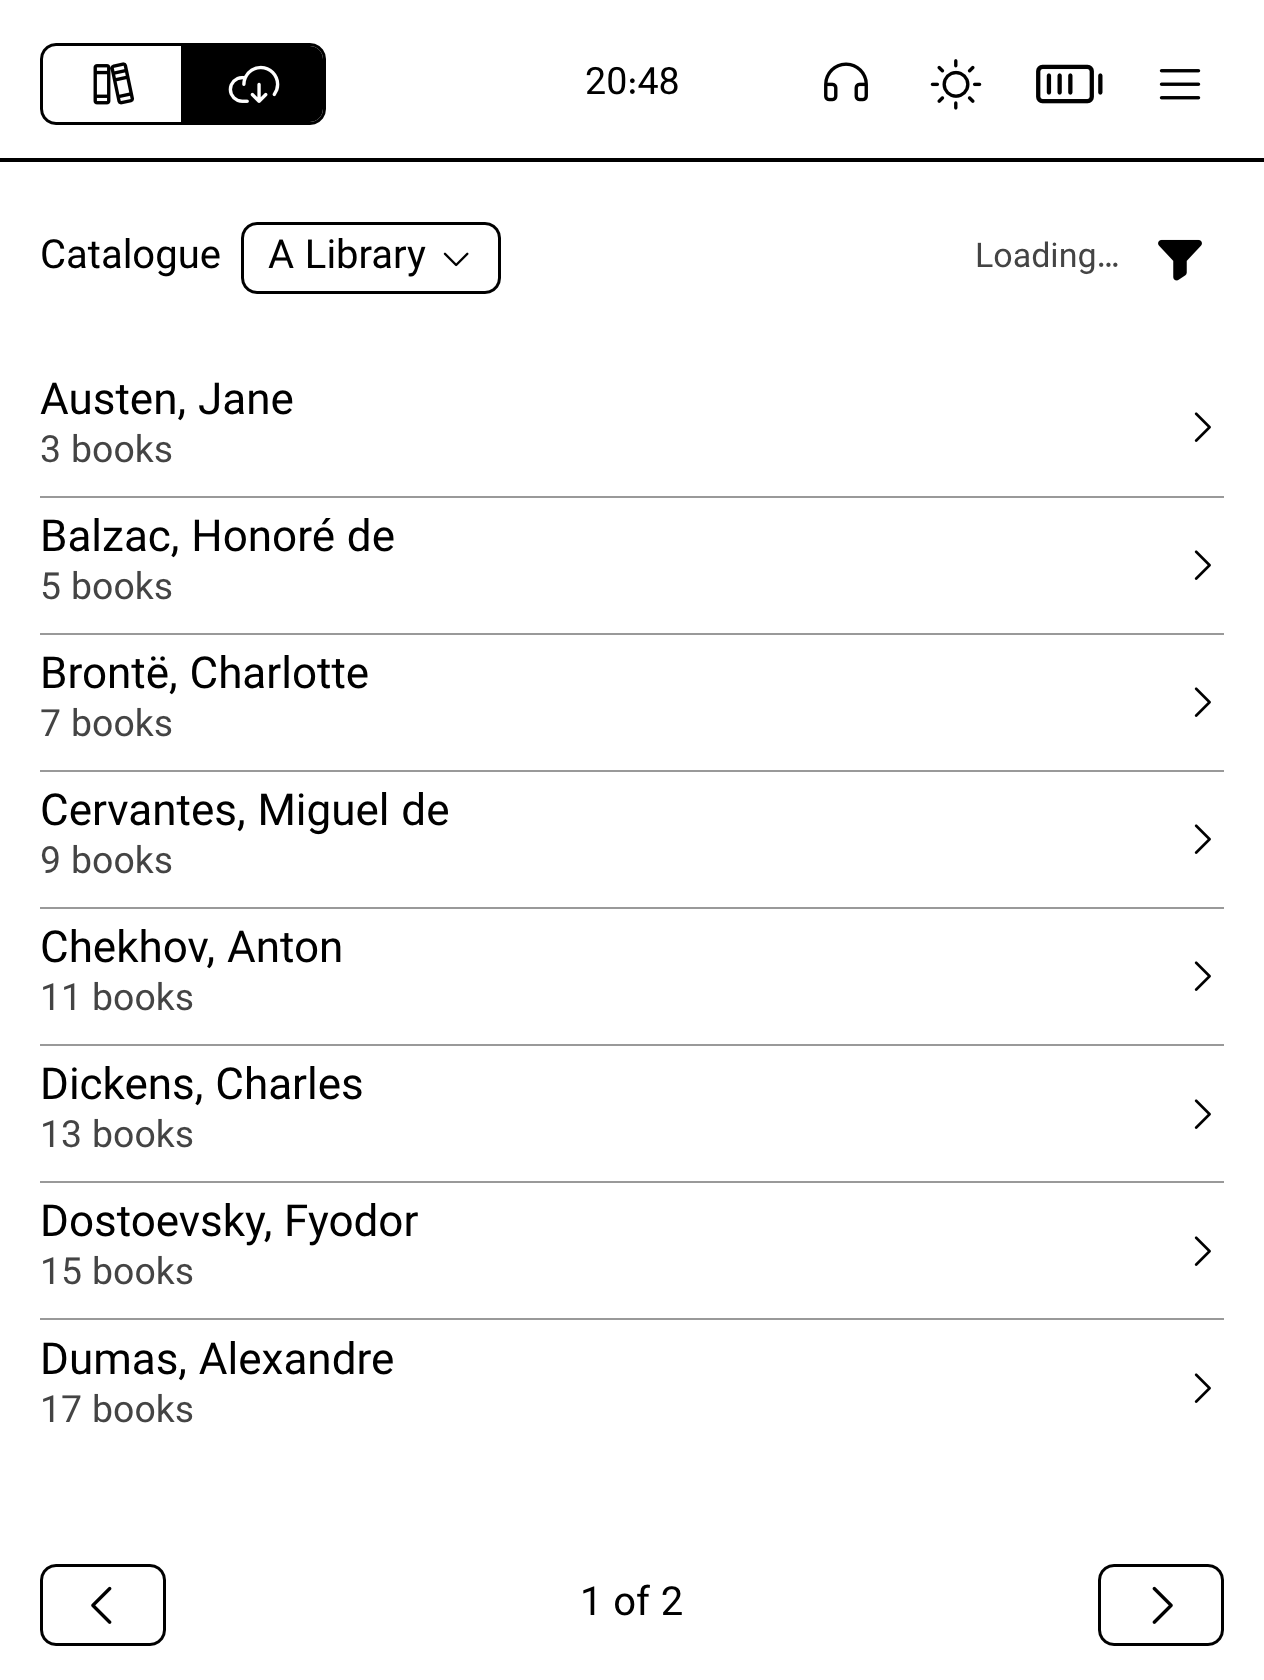 20:48
Catalogue A Library Loading...
Austen, Jane
3 books
Balzac, Honoré de
5 books
Brontë, Charlotte
7 books
Cervantes, Miguel de
9 books
Chekhov, Anton
11 books
Dickens, Charles
13 books
Dostoevsky, Fyodor
15 books
Dumas, Alexandre
17 books
1 of 2